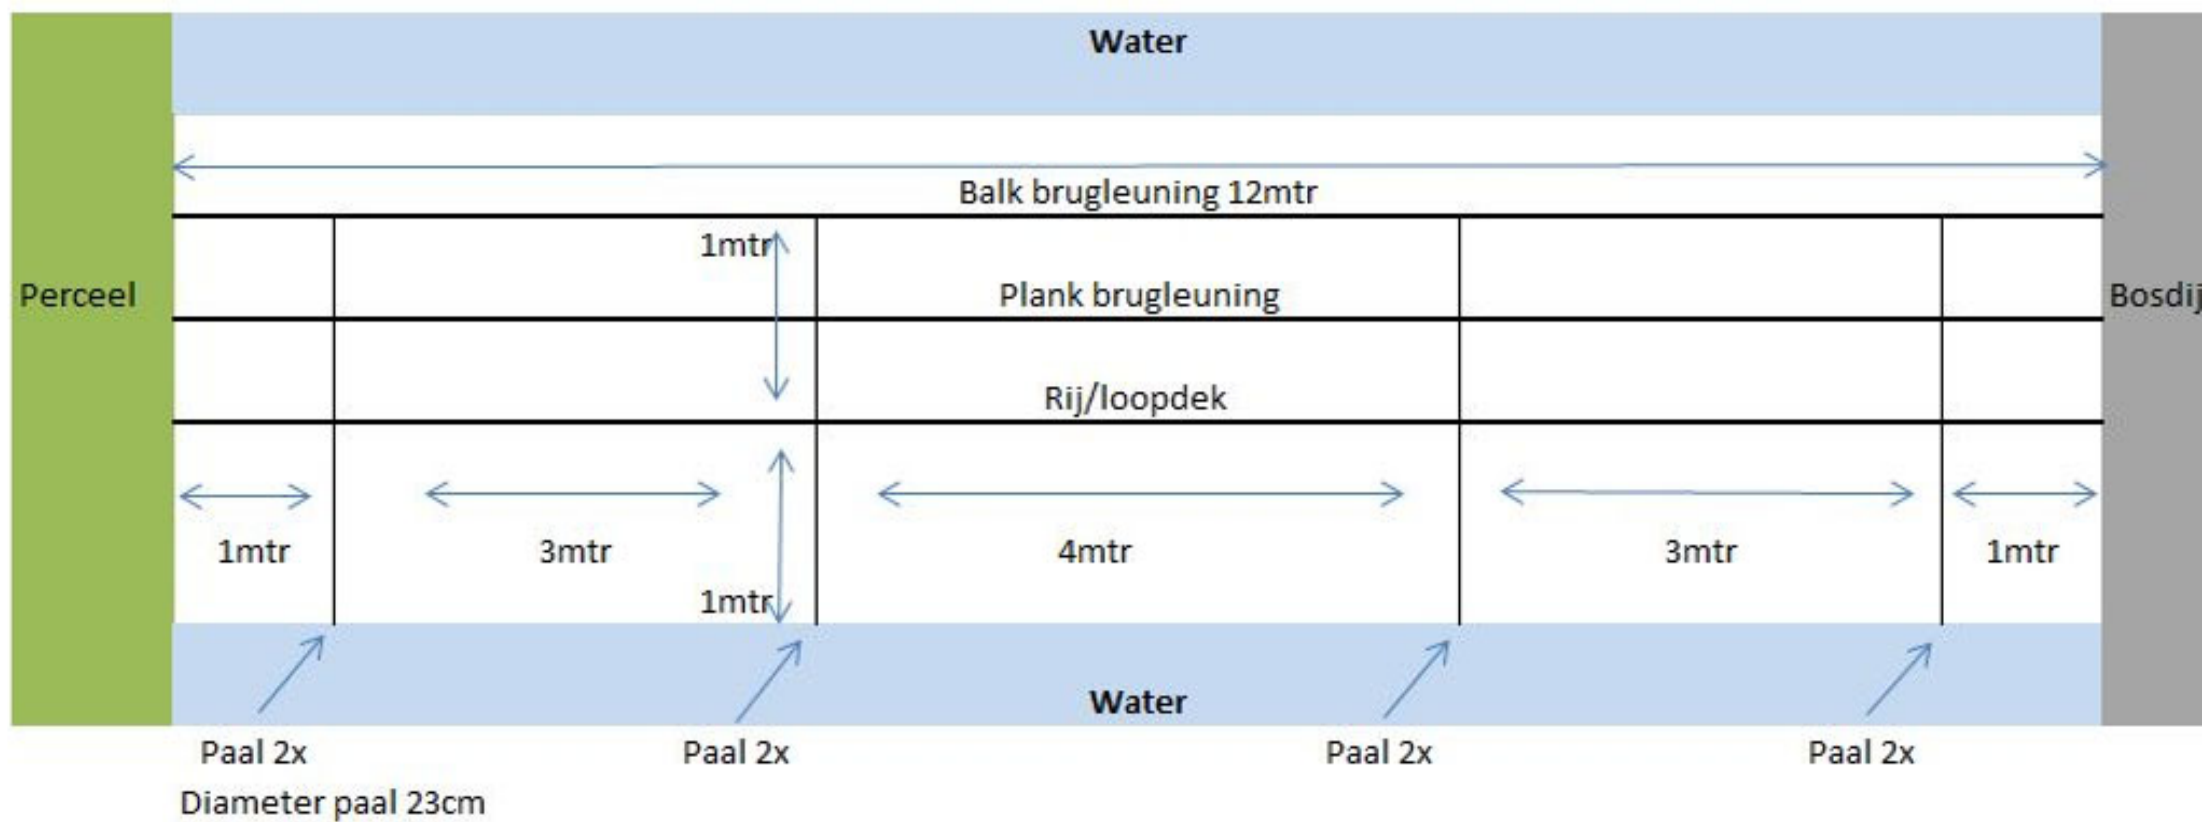 Water
Balk brugleuning 12mtr
1mtr
Perceel
Plank brugleuning
Bosdij
Rij/loopdek
1mtr
3mtr
4mtr
3mtr
1mtr
1mtr
Water
Paal 2x
Paal 2x
Paal 2x
Paal 2x
Diameter paal 23cm